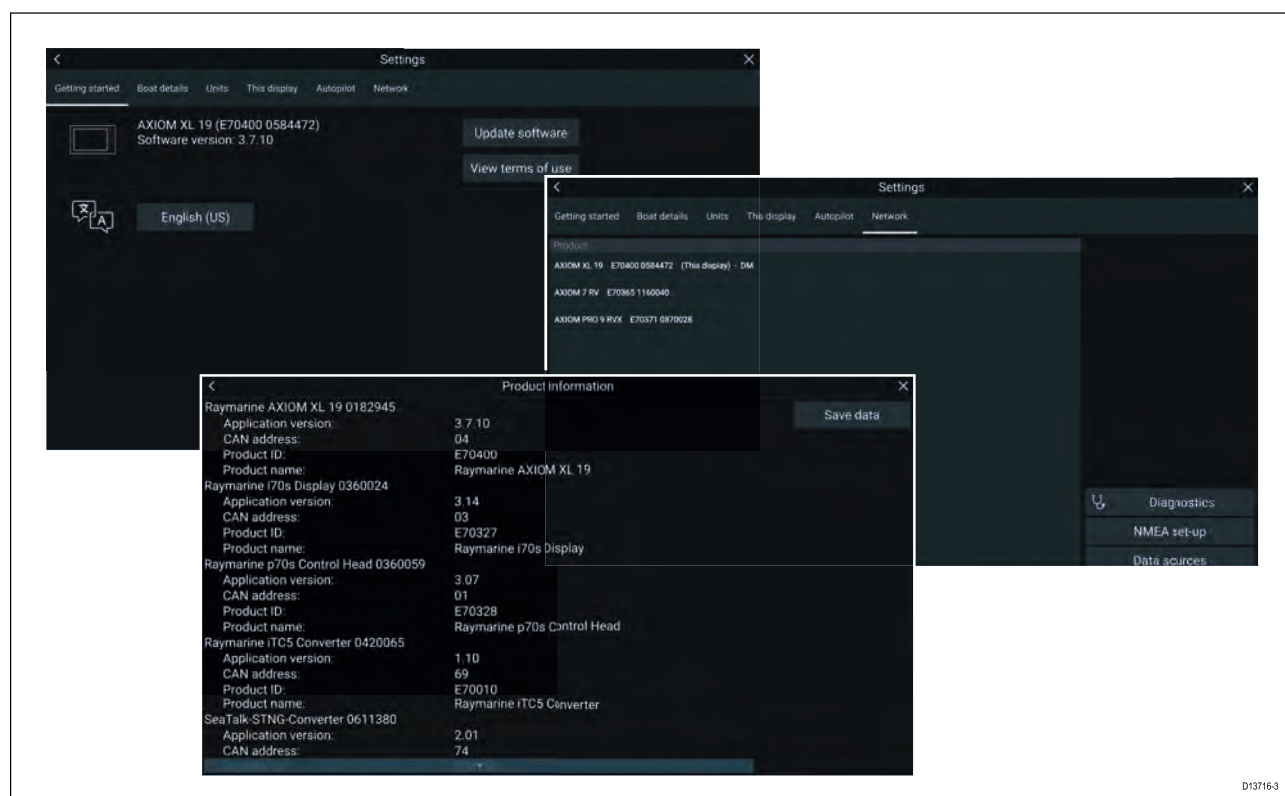 Settings
Getting started Boat details Units This display Autopilot Network
AXIOM XL 19 (E70400 0584472)
Software version: 3.7.10
Update software
View terms of use
English (US)
Settings
Getting started Boat details Units This display Autopilot Network
Product
AXIOM XL 19 E70400 0584472 (This display) - DM
AXIOM 7 RV E70365 1160040
AXIOM PRO 9 RVX E70371 0870028
Diagnostics
NMEA set-up
Data sources
Product information
Save data
Raymarine AXIOM XL 19 0182945
Application version: 3.7.10
CAN address: 04
Product ID: E70400
Product name: Raymarine AXIOM XL 19
Raymarine i70s Display 0360024
Application version: 3.14
CAN address: 03
Product ID: E70327
Product name: Raymarine i70s Display
Raymarine p70s Control Head 0360059
Application version: 3.07
CAN address: 01
Product ID: E70328
Product name: Raymarine p70s Control Head
Raymarine iTC5 Converter 0420065
Application version: 1.10
CAN address: 69
Product ID: E70010
Product name: Raymarine iTC5 Converter
SeaTalk-STNG-Converter 0611380
Application version: 2.01
CAN address: 74
D13716-3